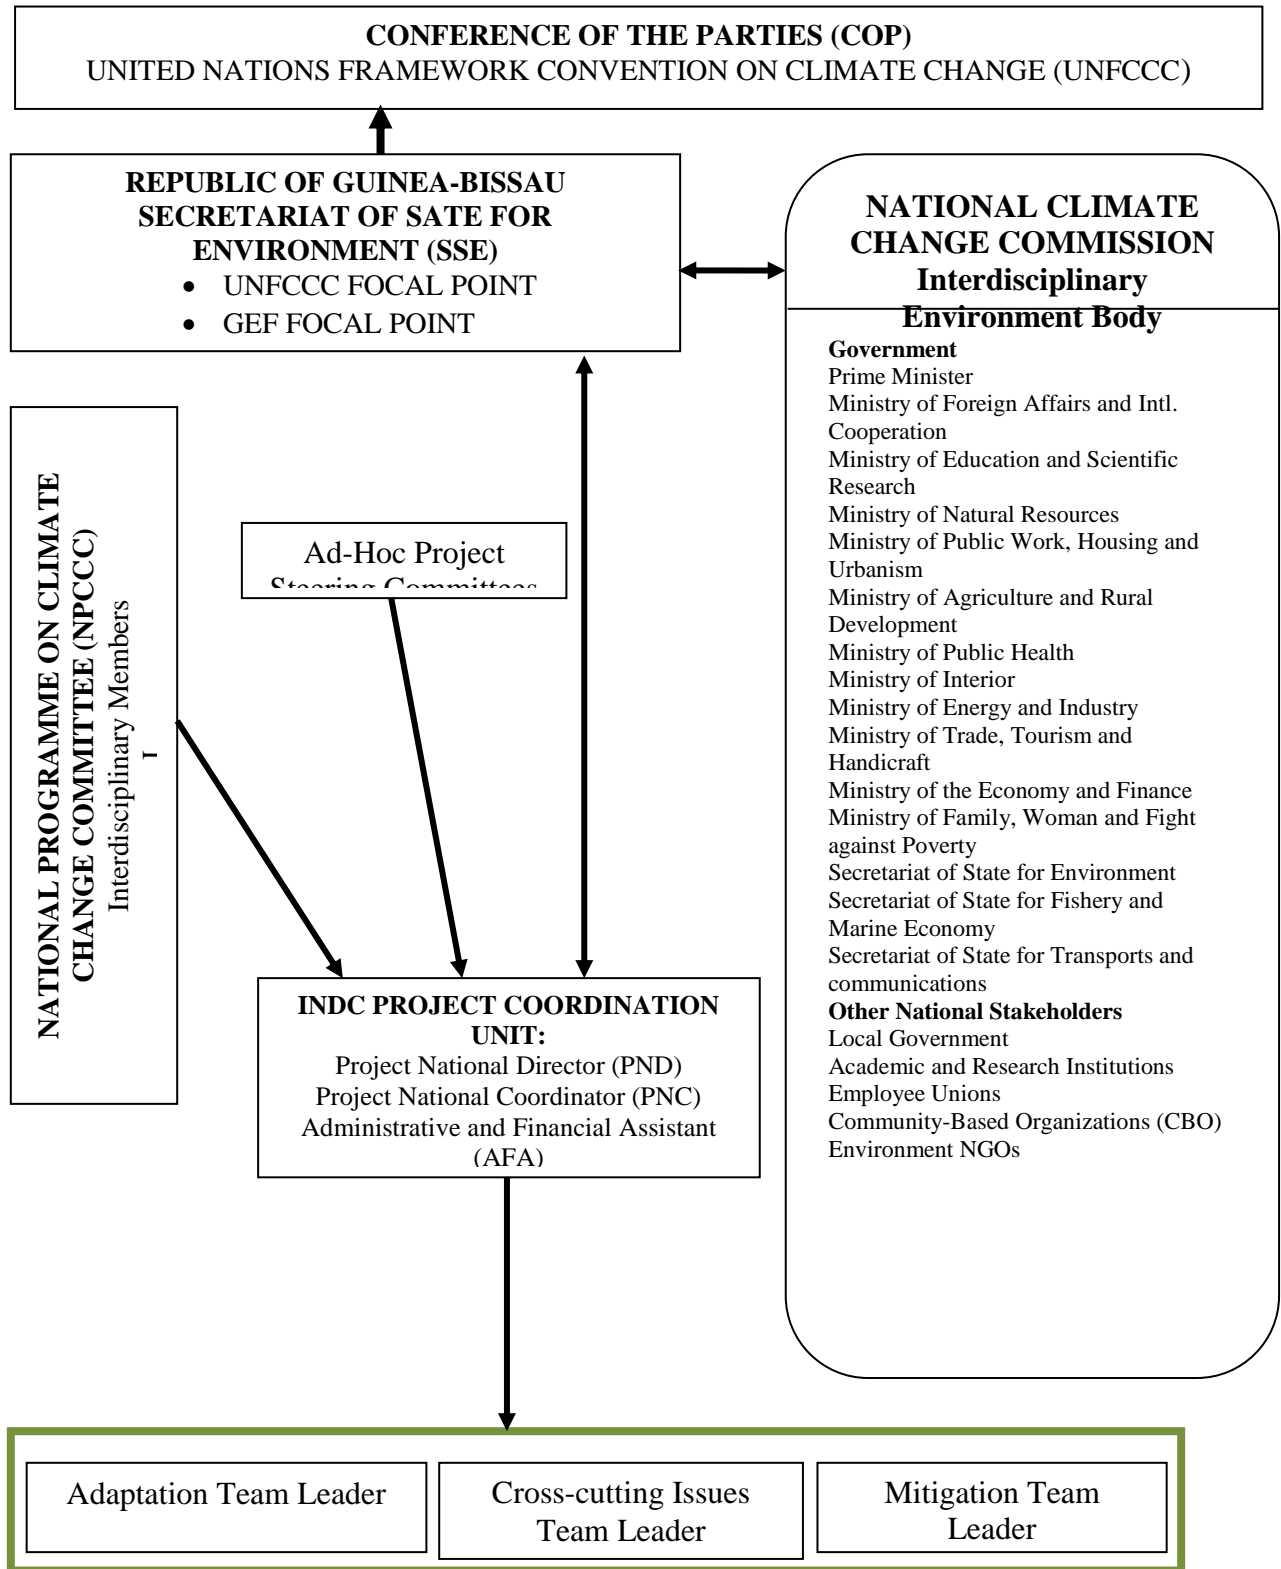 CONFERENCE OF THE PARTIES (COP)
UNITED NATIONS FRAMEWORK CONVENTION ON CLIMATE CHANGE (UNFCCC)
REPUBLIC OF GUINEA-BISSAU
SECRETARIAT OF SATE FOR
ENVIRONMENT (SSE)
• UNFCCC FOCAL POINT
• GEF FOCAL POINT
NATIONAL CLIMATE
CHANGE COMMISSION
Interdisciplinary
Environment Body
Government
Prime Minister
Ministry of Foreign Affairs and Intl.
Cooperation
Ministry of Education and Scientific
Research
Ministry of Natural Resources
Ministry of Public Work, Housing and
Urbanism
Ministry of Agriculture and Rural
Development
Ministry of Public Health
Ministry of Interior
Ministry of Energy and Industry
Ministry of Trade, Tourism and
Handicraft
Ministry of the Economy and Finance
Ministry of Family, Woman and Fight
against Poverty
Secretariat of State for Environment
Secretariat of State for Fishery and
Marine Economy
Secretariat of State for Transports and
communications
Other National Stakeholders
Local Government
Academic and Research Institutions
Employee Unions
Community-Based Organizations (CBO)
Environment NGOs
NATIONAL PROGRAMME ON CLIMATE
CHANGE COMMITTEE (NPCCC)
Interdisciplinary Members
Ad-Hoc Project
Steering Committees
INDC PROJECT COORDINATION
UNIT:
Project National Director (PND)
Project National Coordinator (PNC)
Administrative and Financial Assistant
(AFA)
Adaptation Team Leader
Cross-cutting Issues
Team Leader
Mitigation Team
Leader